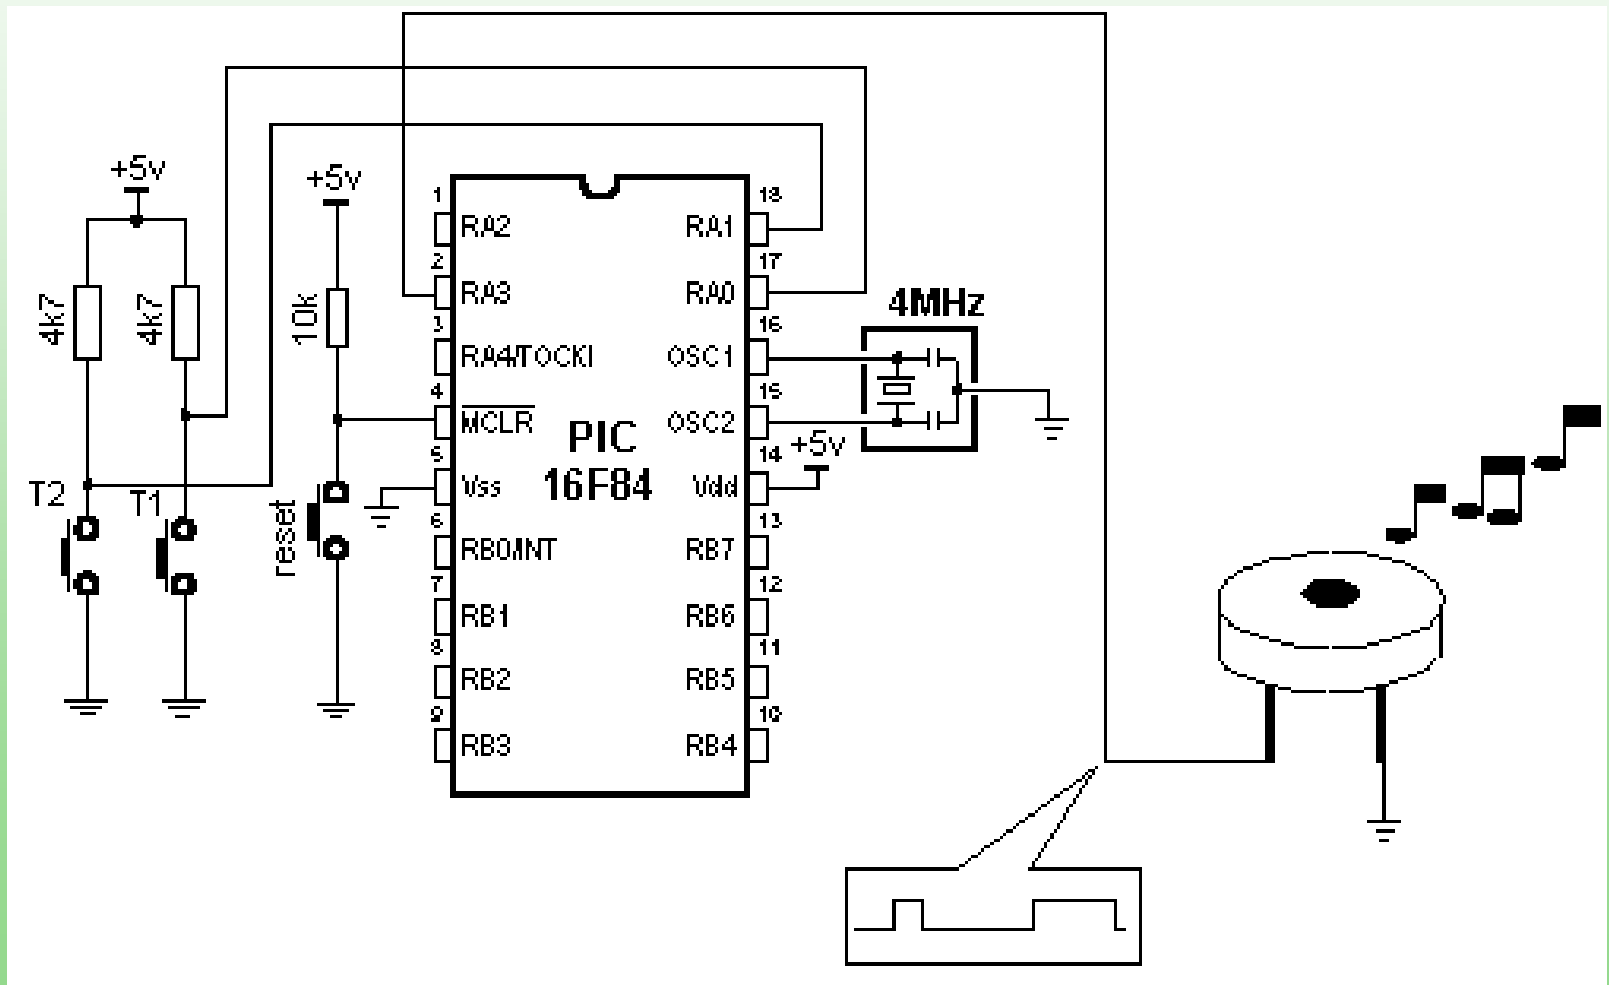 +5v
+5v
4k7
4k7
10k
T2
T1
reset
1
RA2
2
RA3
3
RA4/TOCKI
4
MCLR
5
Vss
6
RB0/INT
7
RB1
8
RB2
9
RB3
PIC
16F84
18
RA1
17
RA0
16
OSC1
15
OSC2
14
Vdd
13
RB7
12
RB6
11
RB5
10
RB4
4MHz
+5v